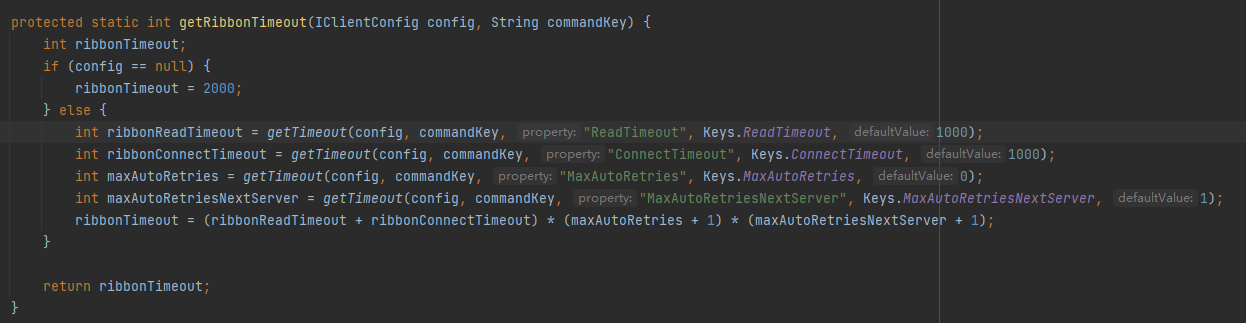 protected static int getRibbonTimeout(IClientConfig config, String commandKey) {
int ribbonTimeout;
if (config == null) {
ribbonTimeout = 2000;
} else {
int ribbonReadTimeout = getTimeout(config, commandKey, property: "ReadTimeout", Keys.ReadTimeout, defaultValue: 1000);
int ribbonConnectTimeout = getTimeout(config, commandKey, property: "ConnectTimeout", Keys.ConnectTimeout, defaultValue: 1000);
int maxAutoRetries = getTimeout(config, commandKey, property: "MaxAutoRetries", Keys.MaxAutoRetries, defaultValue: 0);
int maxAutoRetriesNextServer = getTimeout(config, commandKey, property: "MaxAutoRetriesNextServer", Keys.MaxAutoRetriesNextServer, defaultValue: 1);
ribbonTimeout = (ribbonReadTimeout + ribbonConnectTimeout) * (maxAutoRetries + 1) * (maxAutoRetriesNextServer + 1);
}
return ribbonTimeout;
}